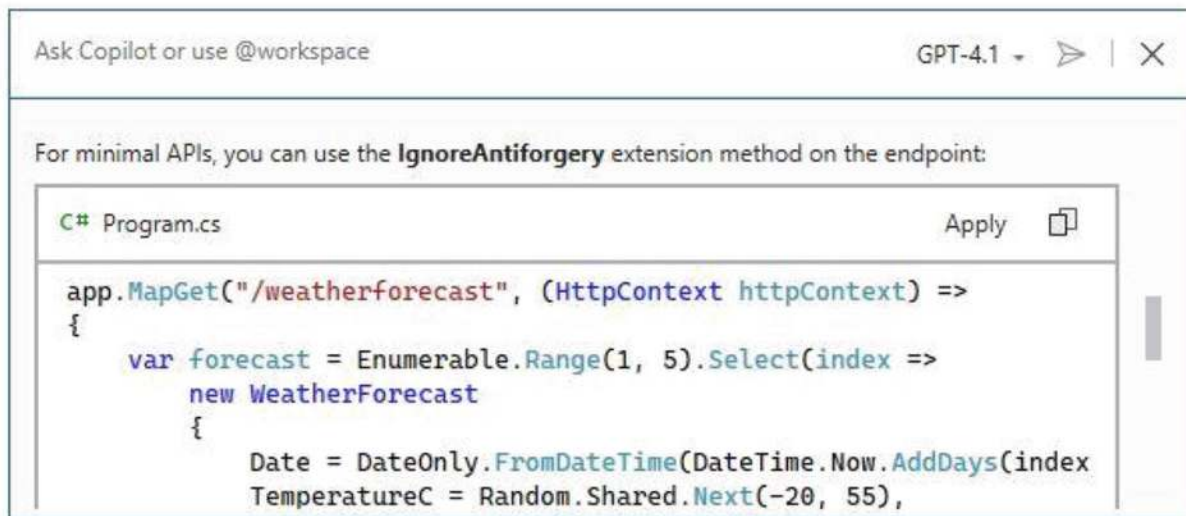 Ask Copilot or use @workspace GPT-4.1
For minimal APIs, you can use the IgnoreAntiforgery extension method on the endpoint:
C# Program.cs Apply
app.MapGet("/weatherforecast", (HttpContext httpContext) =>
{
var forecast = Enumerable.Range(1, 5).Select(index =>
new WeatherForecast
{
Date = DateOnly.FromDateTime(DateTime.Now.AddDays(index
TemperatureC = Random.Shared.Next(-20, 55),